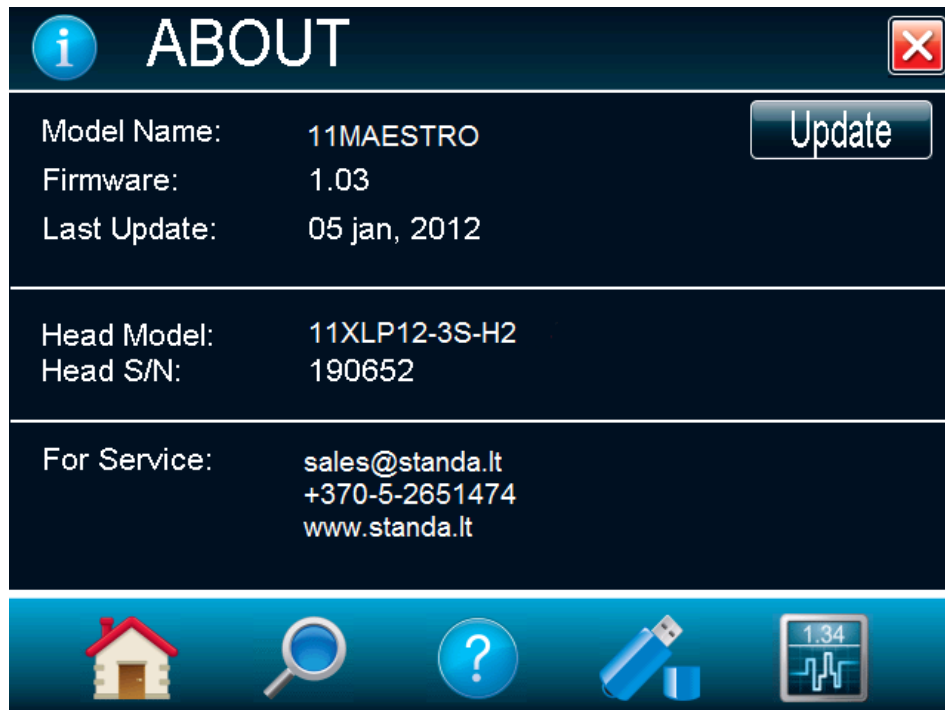 ABOUT
Update
Model Name: 11MAESTRO
Firmware: 1.03
Last Update: 05 jan, 2012
Head Model: 11XLP12-3S-H2
Head S/N: 190652
For Service: sales@standa.lt
+370-5-2651474
www.standa.lt
?
1.34